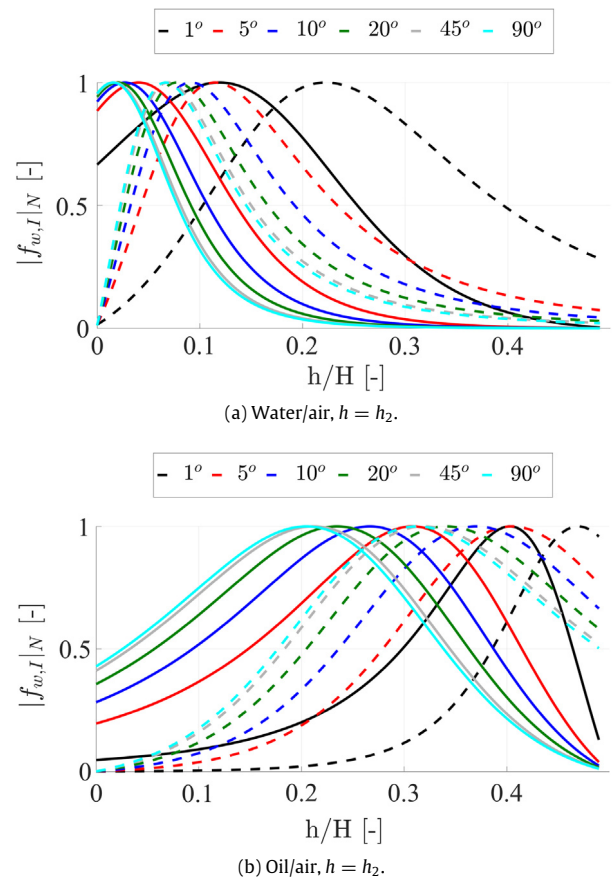 1° 5° 10° 20° 45° 90°
|f_{w,I}|_N [-]
1
0.5
0
0 0.1 0.2 0.3 0.4
h/H [-]
(a) Water/air, h = h₂.
1° 5° 10° 20° 45° 90°
|f_{w,I}|_N [-]
1
0.5
0
0 0.1 0.2 0.3 0.4
h/H [-]
(b) Oil/air, h = h₂.